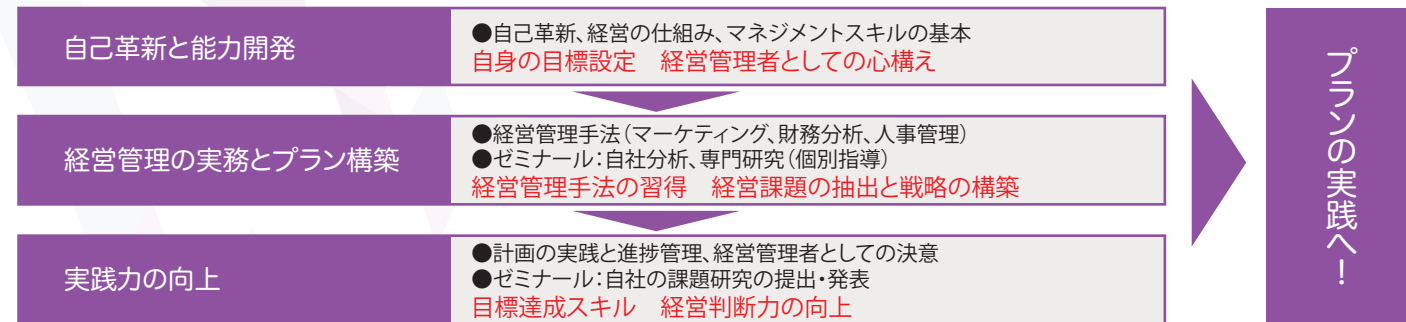 自己革新と能力開発
●自己革新、経営の仕組み、マネジメントスキルの基本
自身の目標設定　経営管理者としての心構え
経営管理の実務とプラン構築
●経営管理手法(マーケティング、財務分析、人事管理)
●ゼミナール:自社分析、専門研究(個別指導)
経営管理手法の習得　経営課題の抽出と戦略の構築
実践力の向上
●計画の実践と進捗管理、経営管理者としての決意
●ゼミナール:自社の課題研究の提出・発表
目標達成スキル　経営判断力の向上
プランの実践へ!